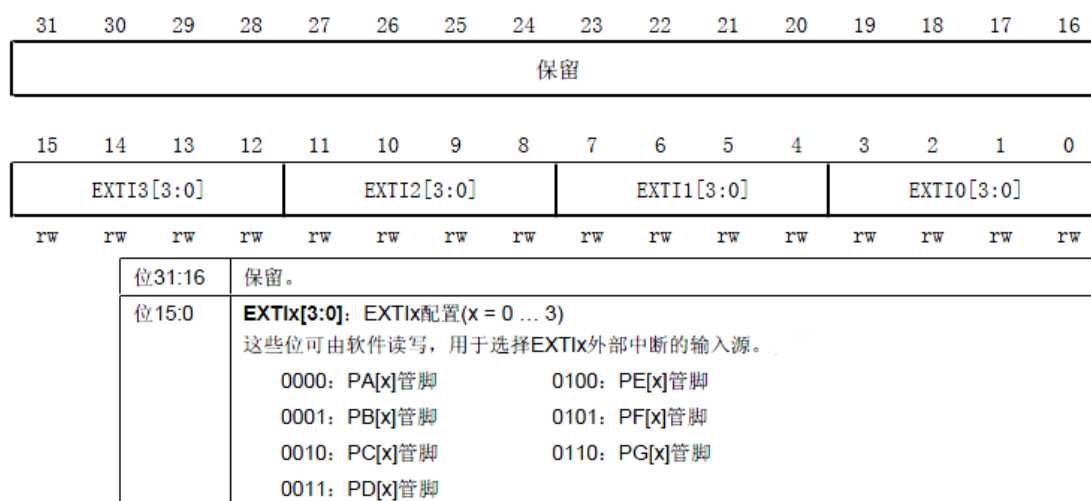 31 30 29 28 27 26 25 24 23 22 21 20 19 18 17 16
保留
15 14 13 12 11 10 9 8 7 6 5 4 3 2 1 0
EXTI3[3:0] EXTI2[3:0] EXTI1[3:0] EXTI0[3:0]
rw rw rw rw rw rw rw rw rw rw rw rw rw rw rw rw
位31:16 保留。
位15:0 EXTIx[3:0]：EXTIx配置(x = 0 … 3)
这些位可由软件读写，用于选择EXTIx外部中断的输入源。
0000：PA[x]管脚 0100：PE[x]管脚
0001：PB[x]管脚 0101：PF[x]管脚
0010：PC[x]管脚 0110：PG[x]管脚
0011：PD[x]管脚